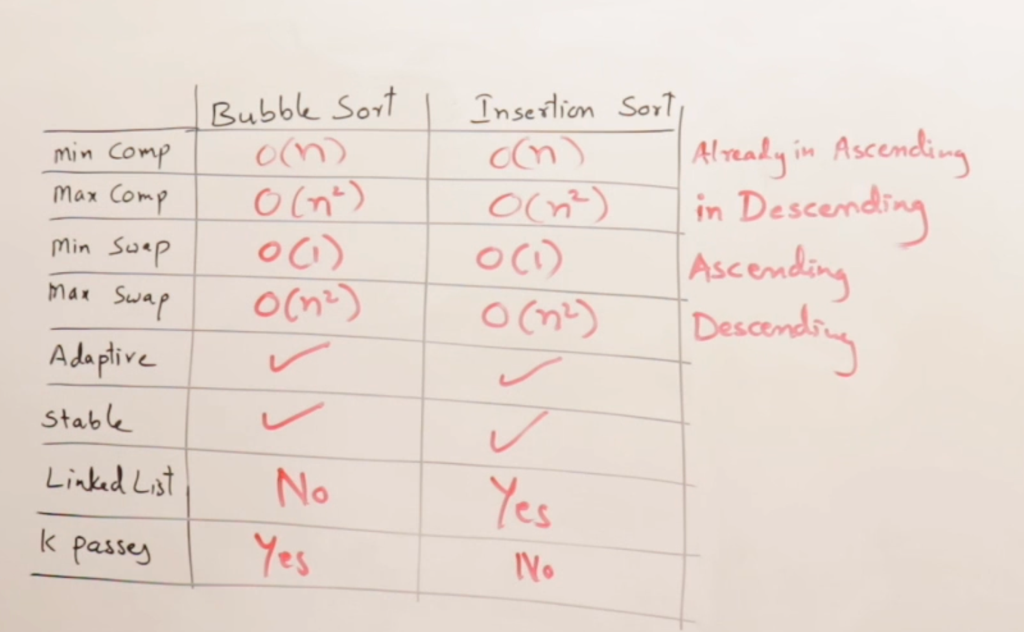 Bubble Sort Insertion Sort
Min Comp O(n) O(n) Already in Ascending
Max Comp O(n²) O(n²) in Descending
Min Swap O(1) O(1) Ascending
Max Swap O(n²) O(n²) Descending
Adaptive ✓ ✓
Stable ✓ ✓
Linked List No Yes
K passes Yes No